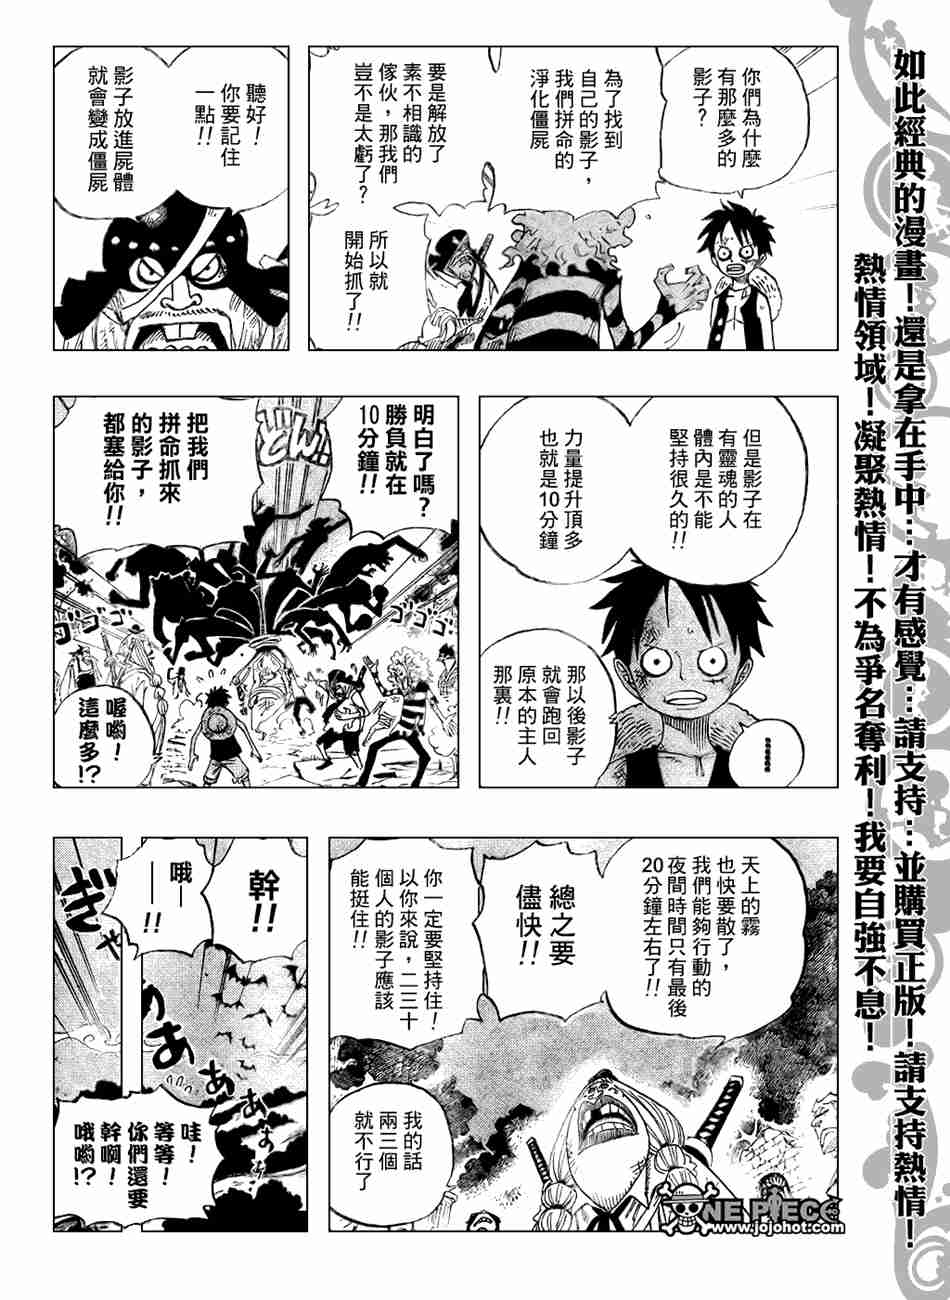 如此經典的漫畫！還是拿在手中…才有感覺…請支持…並購買正版！請支持熱情！
熱情領域！凝聚熱情！不為爭名奪利！我要自強不息！
你們為什麼
有那麼多的
影子？
為了找到
自己的影子，
我們拼命的
淨化僵屍
要是解放了
素不相識的
傢伙，那我們
豈不是太虧了？
所以就
開始抓了!!
聽好！
你要記住
一點!!
影子放進屍體
就會變成僵屍
但是影子在
有靈魂的人
體內是不能
堅持很久的!!
力量提升頂多
也就是10分鐘
那以後影子
就會跑回
原本的主人
那裏!!
……
明白了嗎？
勝負就在
10分鐘!!
把我們
拼命抓來
的影子，
都塞給你!!
ゴゴゴ
ゴゴゴ
喔喲！
這麼多!?
天上的霧
也快要散了，
我們能夠行動的
夜間時間只有最後
20分鐘左右了!!
總之要
儘快!!
你一定要堅持住！
以你來說，二三十
個人的影子應該
能挺住!!
我的話
兩三個
就不行了
幹!!
哦——!!
ああああ
哇！
等等！
你們還要
幹啊！
哦喲!?
ONE PIECE
www.jojohot.com